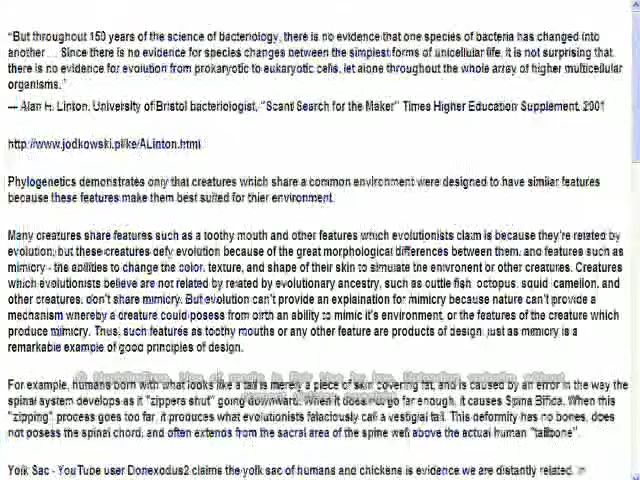 “But throughout 150 years of the science of bacteriology, there is no evidence that one species of bacteria has changed into
another ... Since there is no evidence for species changes between the simplest forms of unicellular life, it is not surprising that
there is no evidence for evolution from prokaryotic to eukaryotic cells, let alone throughout the whole array of higher multicellular
organisms.”
— Alan H. Linton, University of Bristol bacteriologist, “Scant Search for the Maker” Times Higher Education Supplement, 2001
http://www.jodkowski.pl/ke/ALinton.html
Phylogenetics demonstrates only that creatures which share a common environment were designed to have similar features
because these features make them best suited for thier environment.
Many creatures share features such as a toothy mouth and other features which evolutionists claim is because they're related by
evolution, but these creatures defy evolution because of the great morphological differences between them, and features such as
mimicry - the abilities to change the color, texture, and shape of their skin to simulate the environent or other creatures. Creatures
which evolutionists believe are not related by related by evolutionary ancestry, such as cuttle fish, octopus, squid, camelion, and
other creatures, don't share mimicry. But evolution can't provide an explaination for mimicry because nature can't provide a
mechanism whereby a creature could posess from birth an ability to mimic it's environment, or the features of the creature which
produce mimicry. Thus, such features as toothy mouths or any other feature are products of design, just as mimicry is a
remarkable example of good principles of design.
For example, humans born with what looks like a tail is merely a piece of skin covering fat, and is caused by an error in the way the
spinal system develops as it “zippers shut” going downward. When it does to go far enough, it causes Spina Bifica. When this
“zipping” process goes too far, it produces what evolutionists falaciously call a vestigial tail. This deformity has no bones, does
not posess the spinal chord, and often extends from the sacral area of the spine well above the actual human “tailbone”.
Yolk Sac - YouTube user Donexodus2 claims the yolk sac of humans and chickens is evidence we are distantly related.